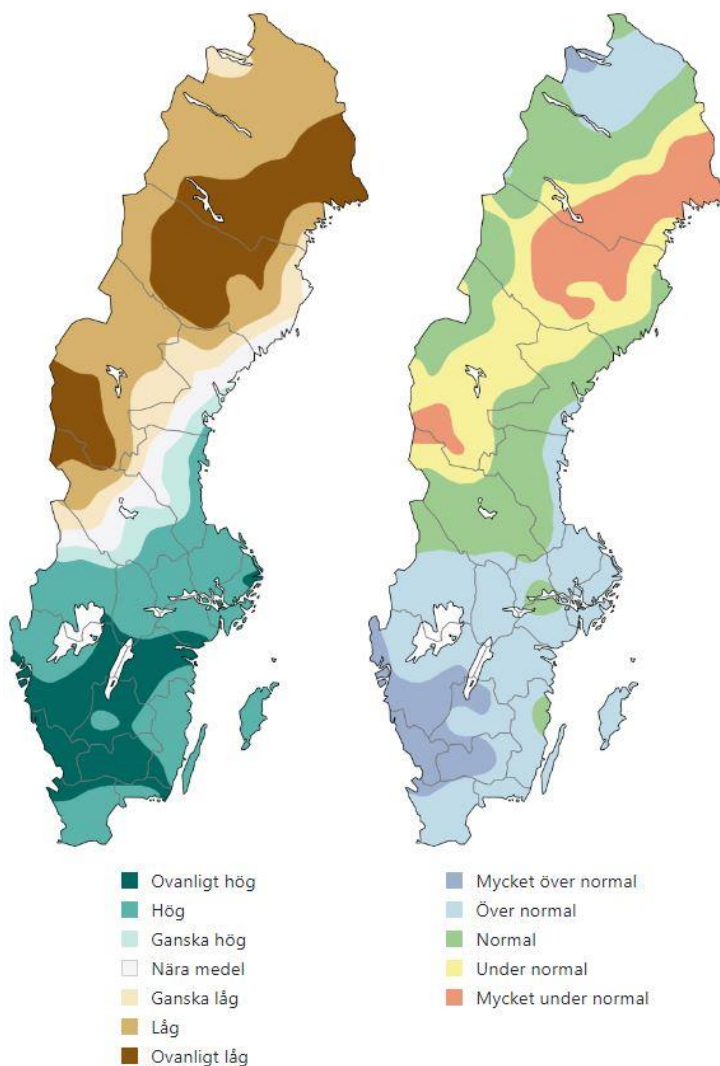 Ovanligt hög
Hög
Ganska hög
Nära medel
Ganska låg
Låg
Ovanligt låg
Mycket över normal
Över normal
Normal
Under normal
Mycket under normal